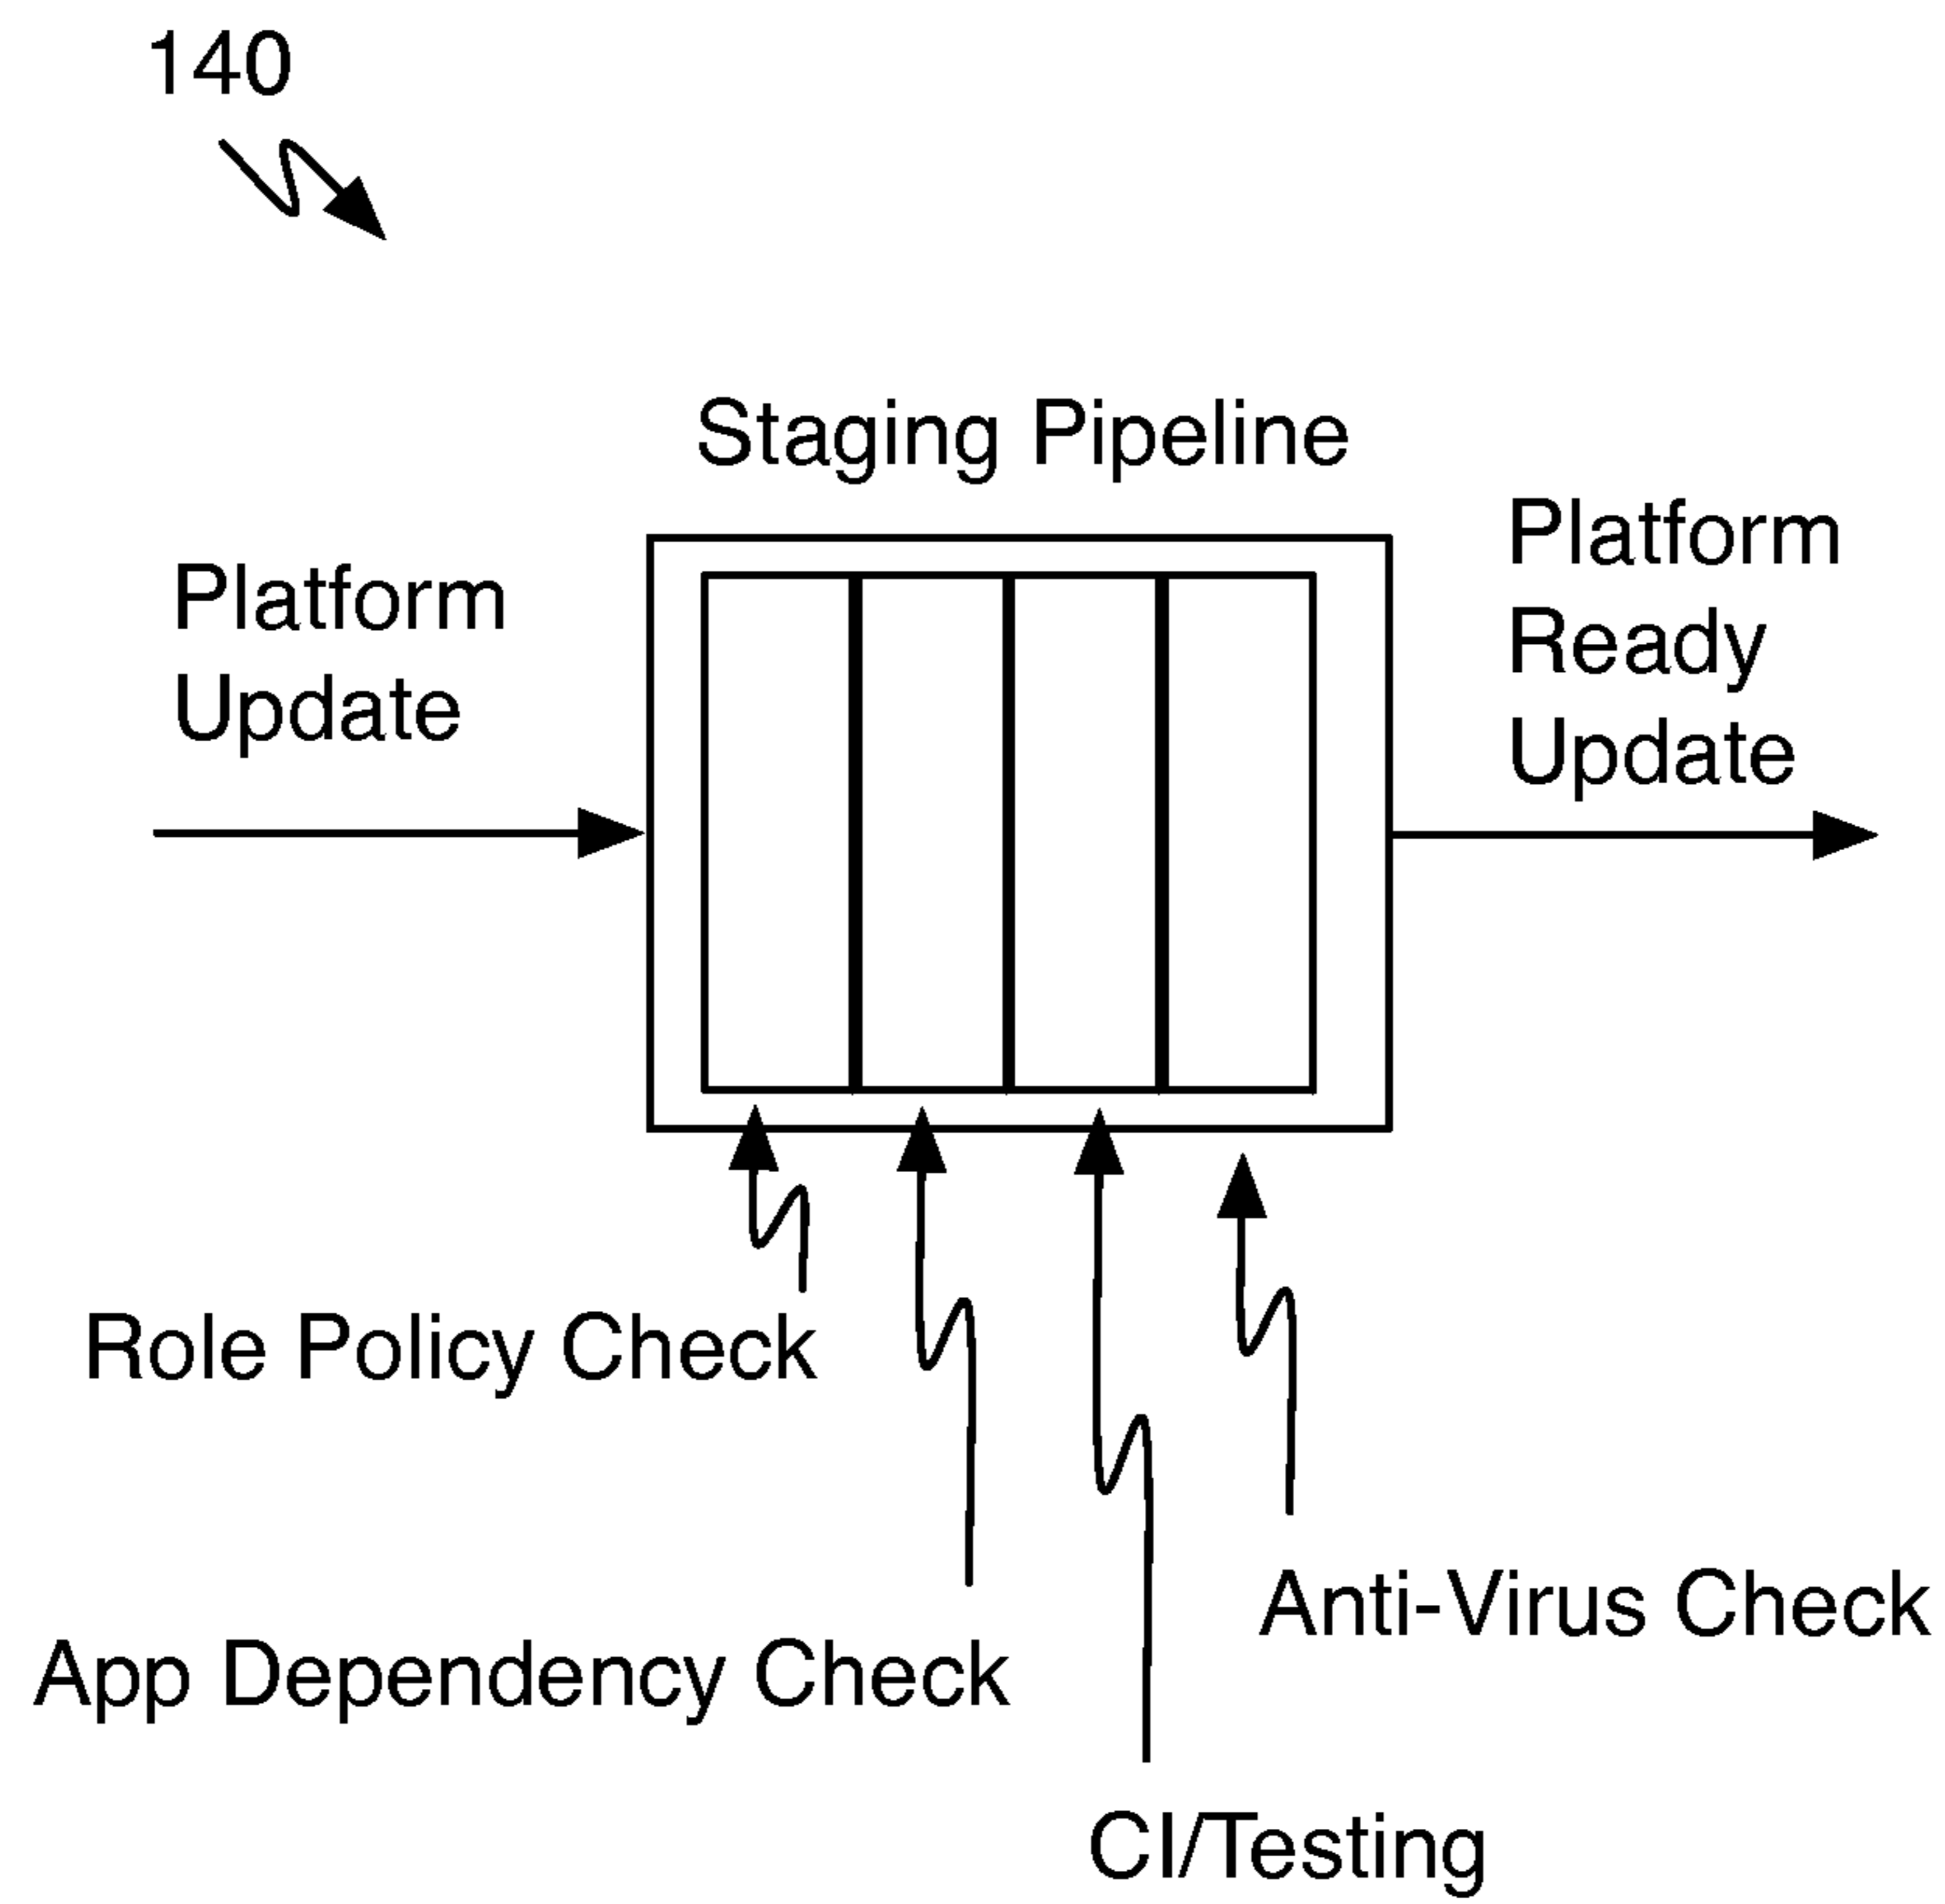 140
Staging Pipeline
Platform
Update
Platform
Ready
Update
Role Policy Check
App Dependency Check
CI/Testing
Anti-Virus Check